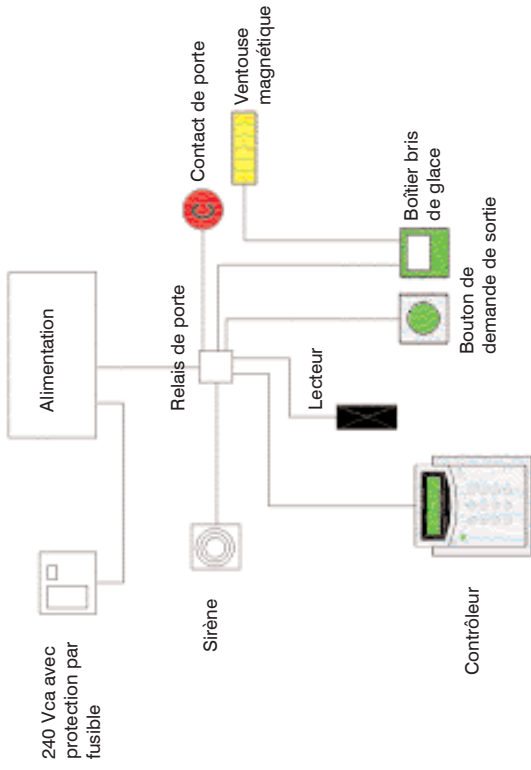 240 Vca avec
protection par
fusible
Alimentation
Sirène
Relais de porte
Contact de porte
Ventouse
magnétique
Lecteur
Boîtier bris
de glace
Bouton de
demande de sortie
Contrôleur